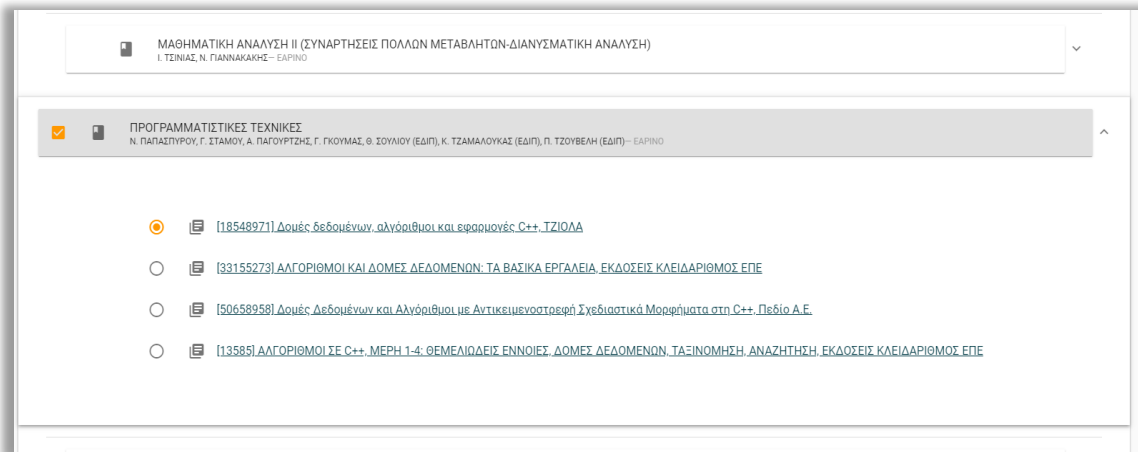 ΜΑΘΗΜΑΤΙΚΗ ΑΝΑΛΥΣΗ ΙΙ (ΣΥΝΑΡΤΗΣΕΙΣ ΠΟΛΛΩΝ ΜΕΤΑΒΛΗΤΩΝ-ΔΙΑΝΥΣΜΑΤΙΚΗ ΑΝΑΛΥΣΗ)
Ι. ΤΣΙΝΙΑΣ, Ν. ΓΙΑΝΝΑΚΑΚΗΣ— ΕΑΡΙΝΟ
ΠΡΟΓΡΑΜΜΑΤΙΣΤΙΚΕΣ ΤΕΧΝΙΚΕΣ
Ν. ΠΑΠΑΣΠΥΡΟΥ, Γ. ΣΤΑΜΟΥ, Α. ΠΑΓΟΥΡΤΖΗΣ, Γ. ΓΚΟΥΜΑΣ, Θ. ΣΟΥΛΙΟΥ (ΕΔΙΠ), Κ. ΤΖΑΜΑΛΟΥΚΑΣ (ΕΔΙΠ), Π. ΤΖΟΥΒΕΛΗ (ΕΔΙΠ)— ΕΑΡΙΝΟ
[18548971] Δομές δεδομένων, αλγόριθμοι και εφαρμογές C++, ΤΖΙΟΛΑ
[33155273] ΑΛΓΟΡΙΘΜΟΙ ΚΑΙ ΔΟΜΕΣ ΔΕΔΟΜΕΝΩΝ: ΤΑ ΒΑΣΙΚΑ ΕΡΓΑΛΕΙΑ, ΕΚΔΟΣΕΙΣ ΚΛΕΙΔΑΡΙΘΜΟΣ ΕΠΕ
[50658958] Δομές Δεδομένων και Αλγόριθμοι με Αντικειμενοστρεφή Σχεδιαστικά Μορφήματα στη C++, Πεδίο Α.Ε.
[13585] ΑΛΓΟΡΙΘΜΟΙ ΣΕ C++, ΜΕΡΗ 1-4: ΘΕΜΕΛΙΩΔΕΙΣ ΕΝΝΟΙΕΣ, ΔΟΜΕΣ ΔΕΔΟΜΕΝΩΝ, ΤΑΞΙΝΟΜΗΣΗ, ΑΝΑΖΗΤΗΣΗ, ΕΚΔΟΣΕΙΣ ΚΛΕΙΔΑΡΙΘΜΟΣ ΕΠΕ